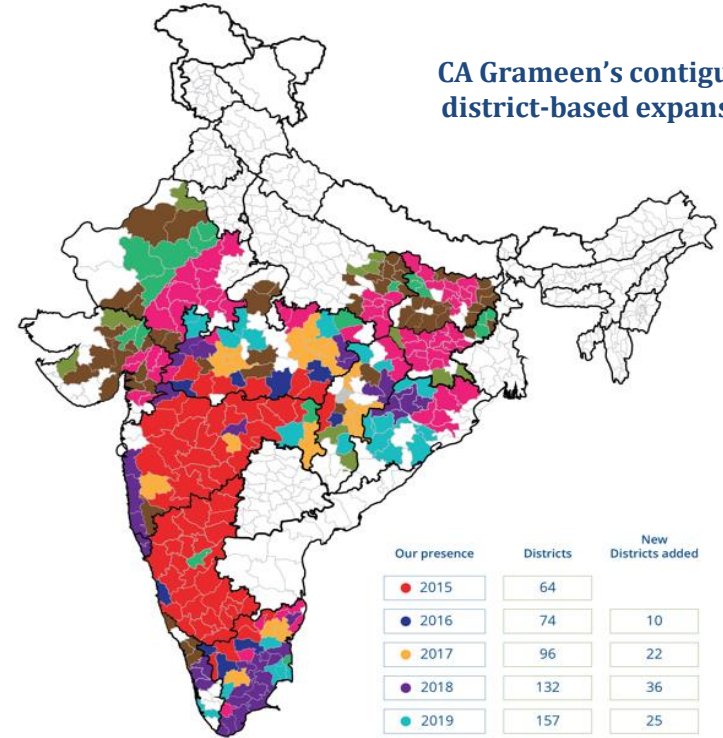 CA Grameen's contigu
district-based expans
Our presence Districts New
Districts added
2015 64
2016 74 10
2017 96 22
2018 132 36
2019 157 25